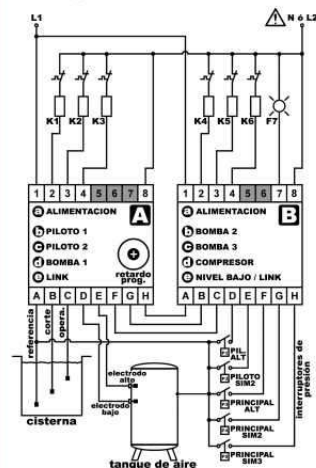 L1
N ó L2
K1
K2
K3
K4
K5
K6
F7
1 2 3 4 5 6 7 8
1 2 3 4 5 6 7 8
a ALIMENTACION
A
b PILOTO 1
c PILOTO 2
d BOMBA 1
e LINK
retardo
prog.
a ALIMENTACION
B
b BOMBA 2
c BOMBA 3
d COMPRESOR
e NIVEL BAJO / LINK
A B C D E F G H
A B C D E F G H
referencia
corte
opera.
cisterna
electrodo
alto
electrodo
bajo
tanque de aire
PIL.
ALT
PILOTO
SIM2
PRINCIPAL
ALT
PRINCIPAL
SIM2
PRINCIPAL
SIM3
interruptores de
presión